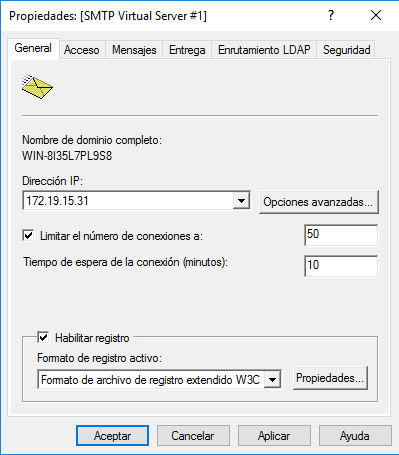 Propiedades: [SMTP Virtual Server #1]
General Acceso Mensajes Entrega Enrutamiento LDAP Seguridad
Nombre de dominio completo:
WIN-8I35L7PL9S8
Dirección IP:
172.19.15.31 Opciones avanzadas...
Limitar el número de conexiones a: 50
Tiempo de espera de la conexión (minutos): 10
Habilitar registro
Formato de registro activo:
Formato de archivo de registro extendido W3C Propiedades...
Aceptar Cancelar Aplicar Ayuda